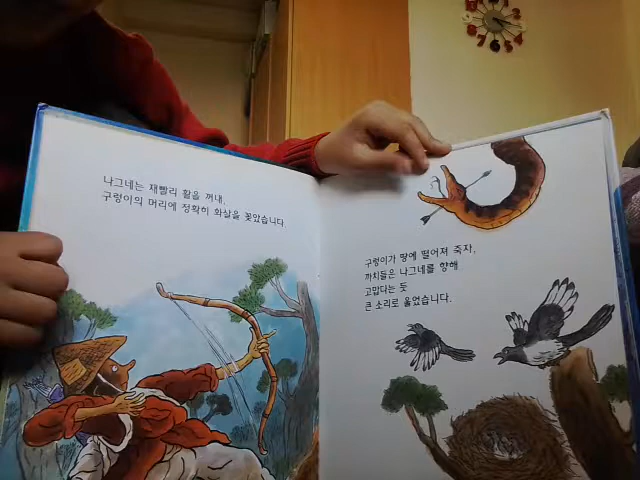 나그네는 재빨리 활을 꺼내,
구렁이의 머리에 정확히 화살을 꽂았습니다.
구렁이가 땅에 떨어져 죽자,
까치들은 나그네를 향해
고맙다는 듯
큰 소리로 울었습니다.